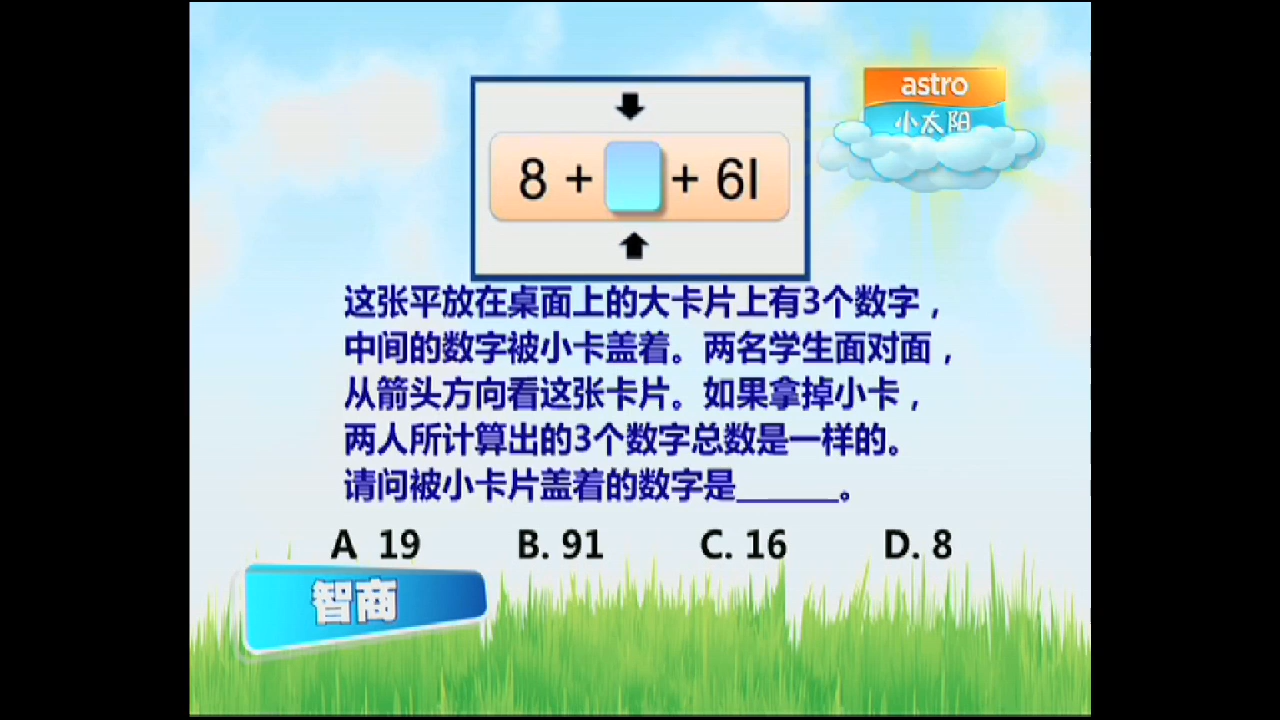 astro
小太阳
8 + + 6l
这张平放在桌面上的大卡片上有3个数字，
中间的数字被小卡盖着。两名学生面对面，
从箭头方向看这张卡片。如果拿掉小卡，
两人所计算出的3个数字总数是一样的。
请问被小卡片盖着的数字是______。
A 19 B. 91 C. 16 D. 8
智商